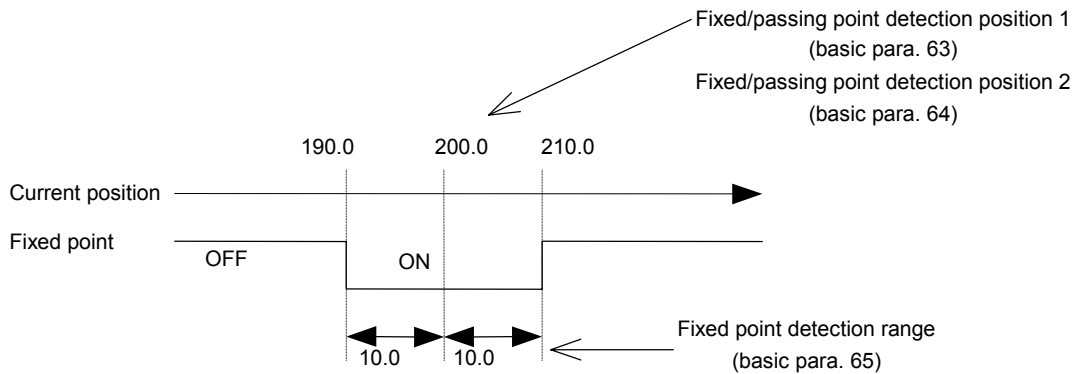 Fixed/passing point detection position 1
(basic para. 63)
Fixed/passing point detection position 2
(basic para. 64)
190.0 200.0 210.0
Current position
Fixed point
OFF ON
10.0 10.0
Fixed point detection range
(basic para. 65)